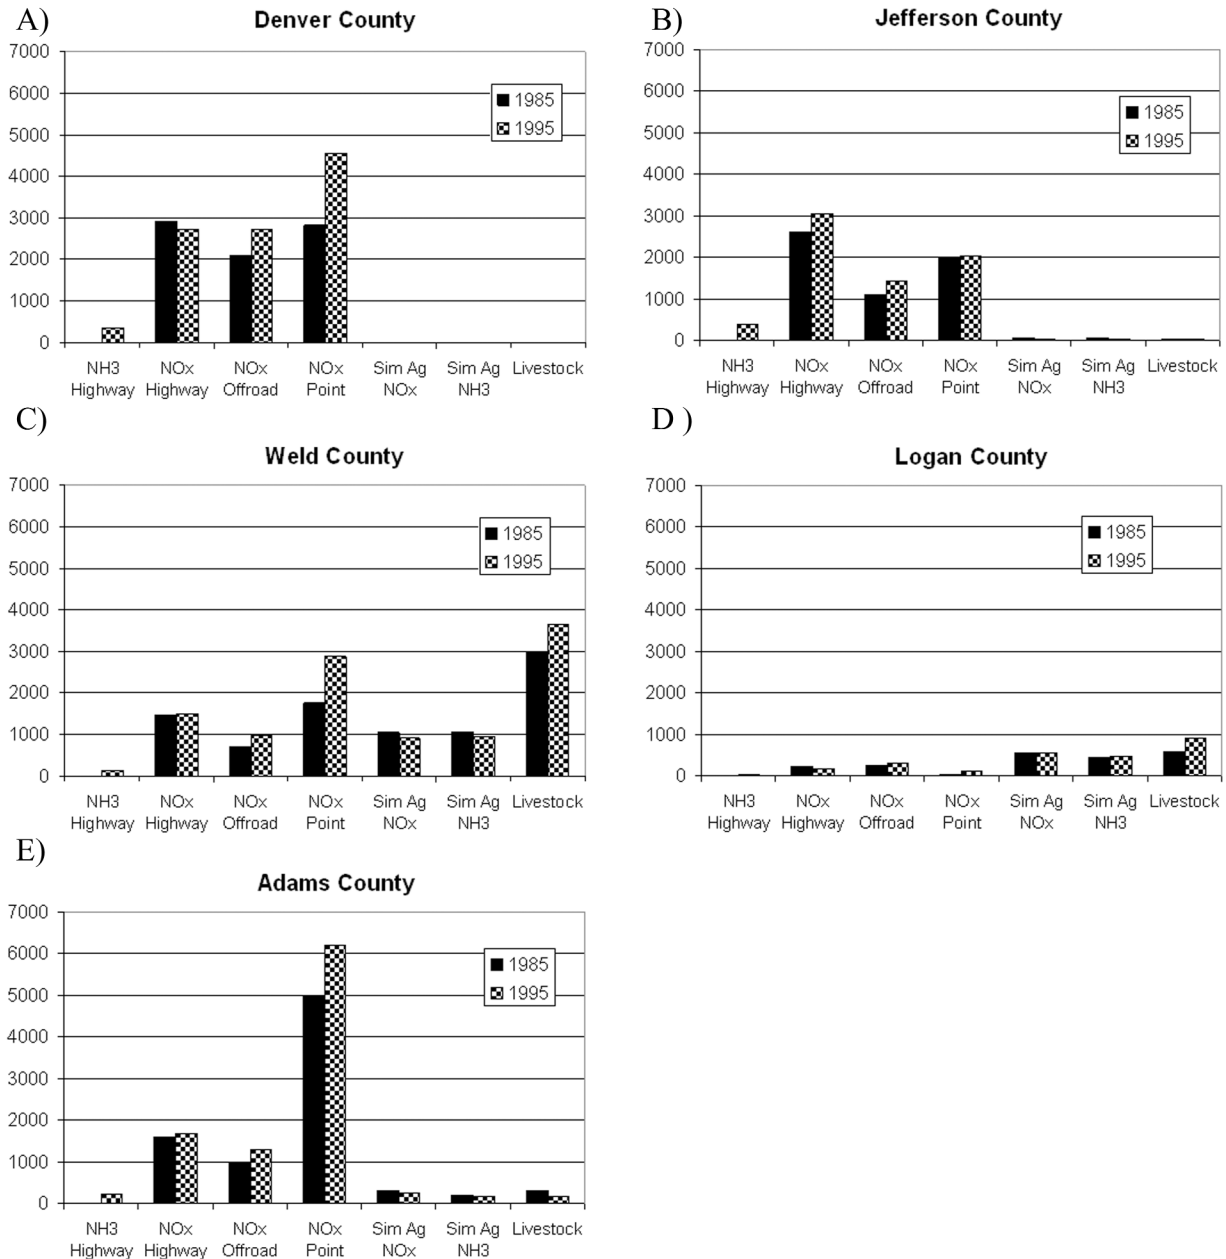 A)
Denver County
7000
6000
5000
4000
3000
2000
1000
0
1985
1995
NH3 Highway
NOx Highway
NOx Offroad
NOx Point
Sim Ag NOx
Sim Ag NH3
Livestock
B)
Jefferson County
7000
6000
5000
4000
3000
2000
1000
0
1985
1995
NH3 Highway
NOx Highway
NOx Offroad
NOx Point
Sim Ag NOx
Sim Ag NH3
Livestock
C)
Weld County
7000
6000
5000
4000
3000
2000
1000
0
1985
1995
NH3 Highway
NOx Highway
NOx Offroad
NOx Point
Sim Ag NOx
Sim Ag NH3
Livestock
D )
Logan County
7000
6000
5000
4000
3000
2000
1000
0
1985
1995
NH3 Highway
NOx Highway
NOx Offroad
NOx Point
Sim Ag NOx
Sim Ag NH3
Livestock
E)
Adams County
7000
6000
5000
4000
3000
2000
1000
0
1985
1995
NH3 Highway
NOx Highway
NOx Offroad
NOx Point
Sim Ag NOx
Sim Ag NH3
Livestock